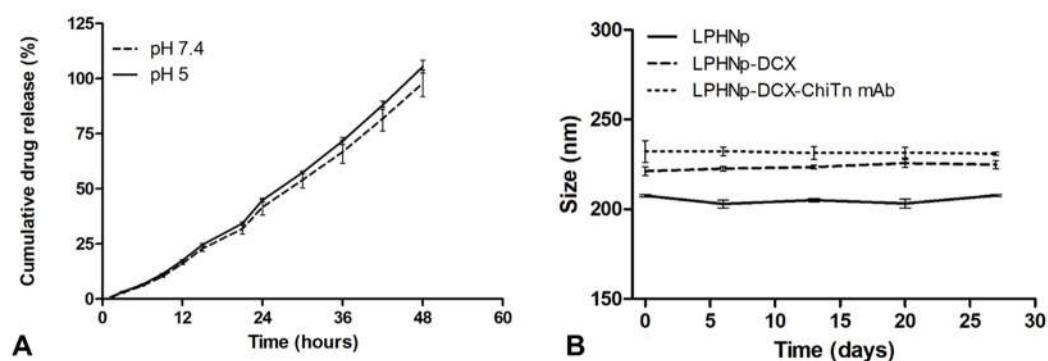 125
100
75
50
25
0
Cumulative drug release (%)
pH 7.4
pH 5
0 12 24 36 48 60
Time (hours)
A
300
250
200
150
Size (nm)
LPHNp
LPHNp-DCX
LPHNp-DCX-ChiTn mAb
0 5 10 15 20 25 30
Time (days)
B